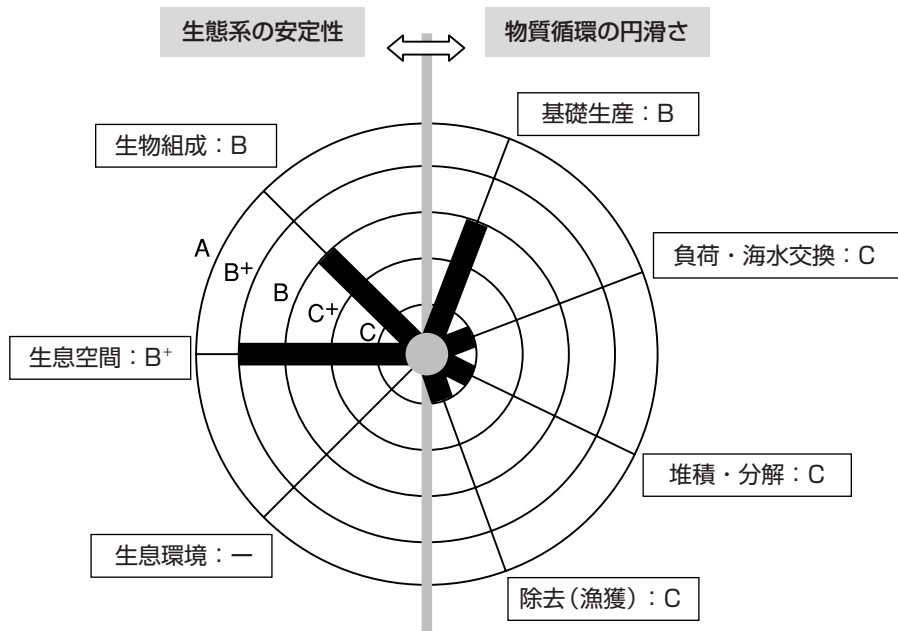 生態系の安定性
物質循環の円滑さ
基礎生産：B
生物組成：B
負荷・海水交換：C
A
B+
B
C+
C
生息空間：B+
堆積・分解：C
生息環境：ー
除去（漁獲）：C